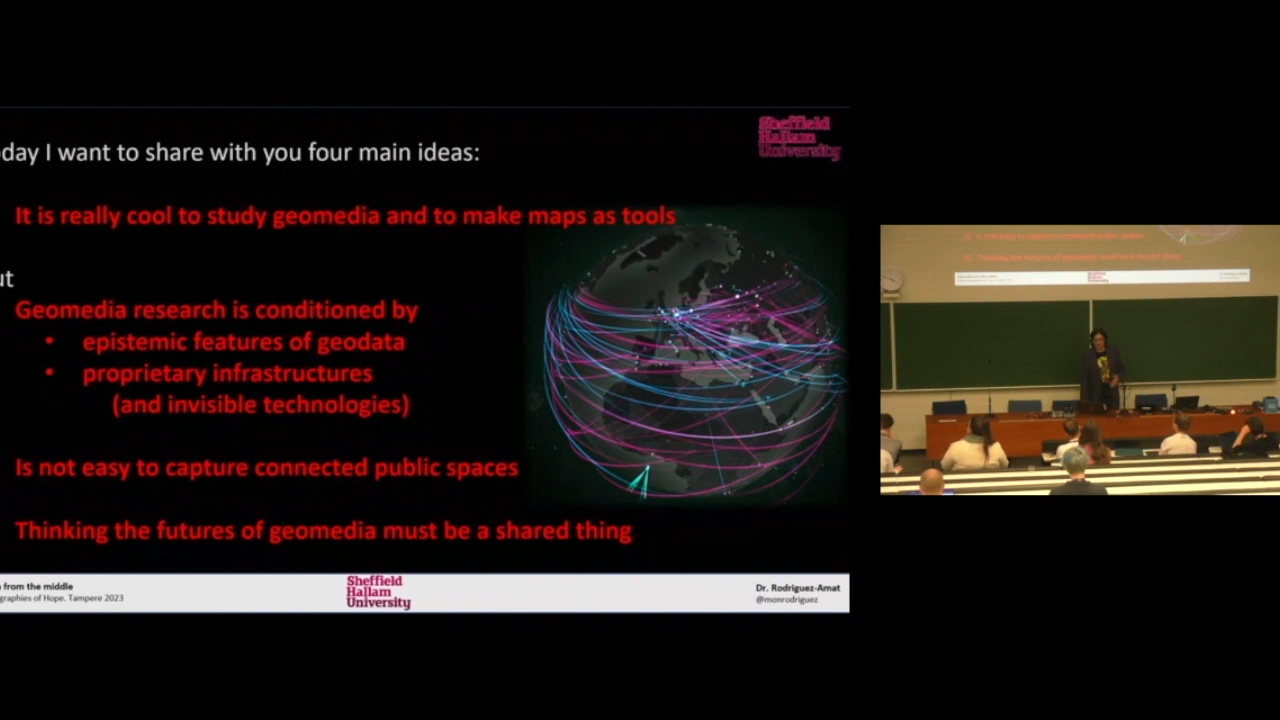 Sheffield
Hallam
University
oday I want to share with you four main ideas:
It is really cool to study geomedia and to make maps as tools
ut
Geomedia research is conditioned by
• epistemic features of geodata
• proprietary infrastructures
(and invisible technologies)
Is not easy to capture connected public spaces
Thinking the futures of geomedia must be a shared thing
from the middle
graphies of Hope. Tampere 2023
Sheffield
Hallam
University
Dr. Rodriguez-Amat
@monrodriguez